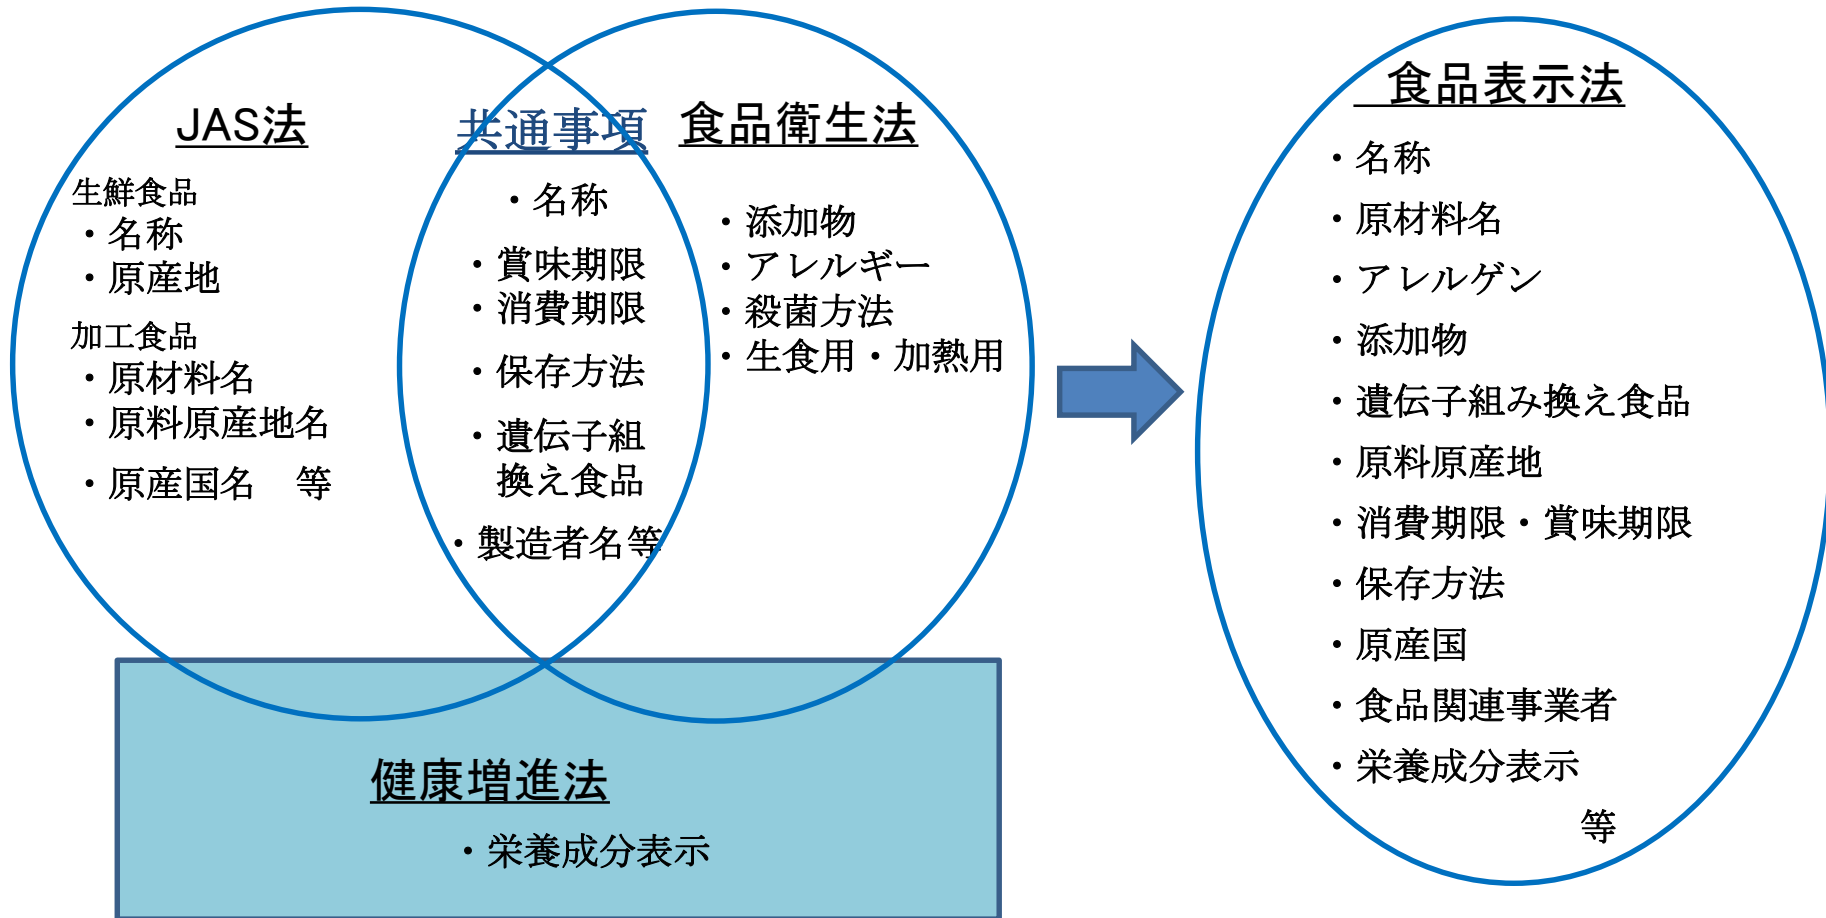 JAS法
生鮮食品
・名称
・原産地
加工食品
・原材料名
・原料原産地名
・原産国名　等
共通事項
・名称
・賞味期限
・消費期限
・保存方法
・遺伝子組
換え食品
・製造者名等
食品衛生法
・添加物
・アレルギー
・殺菌方法
・生食用・加熱用
健康増進法
・栄養成分表示
食品表示法
・名称
・原材料名
・アレルゲン
・添加物
・遺伝子組み換え食品
・原料原産地
・消費期限・賞味期限
・保存方法
・原産国
・食品関連事業者
・栄養成分表示
等